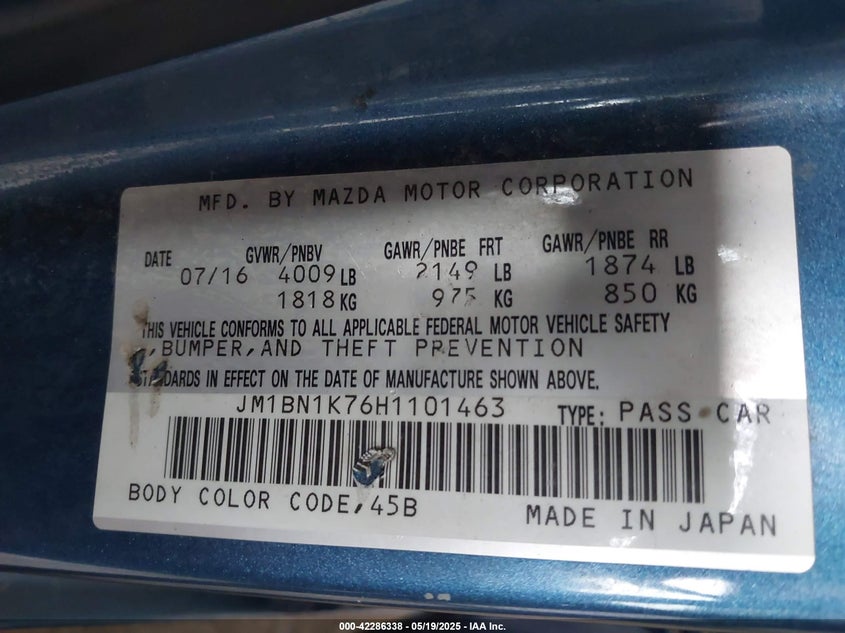 MFD. BY MAZDA MOTOR CORPORATION
DATE GVWR/PNBV GAWR/PNBE FRT GAWR/PNBE RR
07/16 4009 LB 2149 LB 1874 LB
1818 KG 975 KG 850 KG
THIS VEHICLE CONFORMS TO ALL APPLICABLE FEDERAL MOTOR VEHICLE SAFETY
,BUMPER,AND THEFT PREVENTION
STANDARDS IN EFFECT ON THE DATE OF MANUFACTURE SHOWN ABOVE.
JM1BN1K76H1101463 TYPE: PASS CAR
BODY COLOR CODE,45B
MADE IN JAPAN
000-42286338 - 05/19/2025 - IAA Inc.